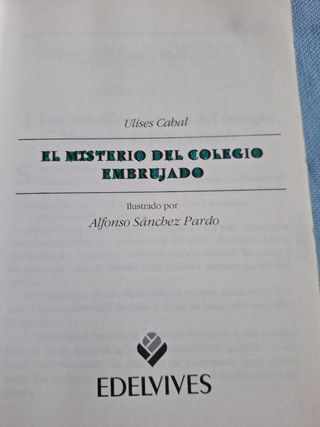 Ulises Cabal
EL MISTERIO DEL COLEGIO
EMBRUJADO
Ilustrado por
Alfonso Sánchez Pardo
EDELVIVES